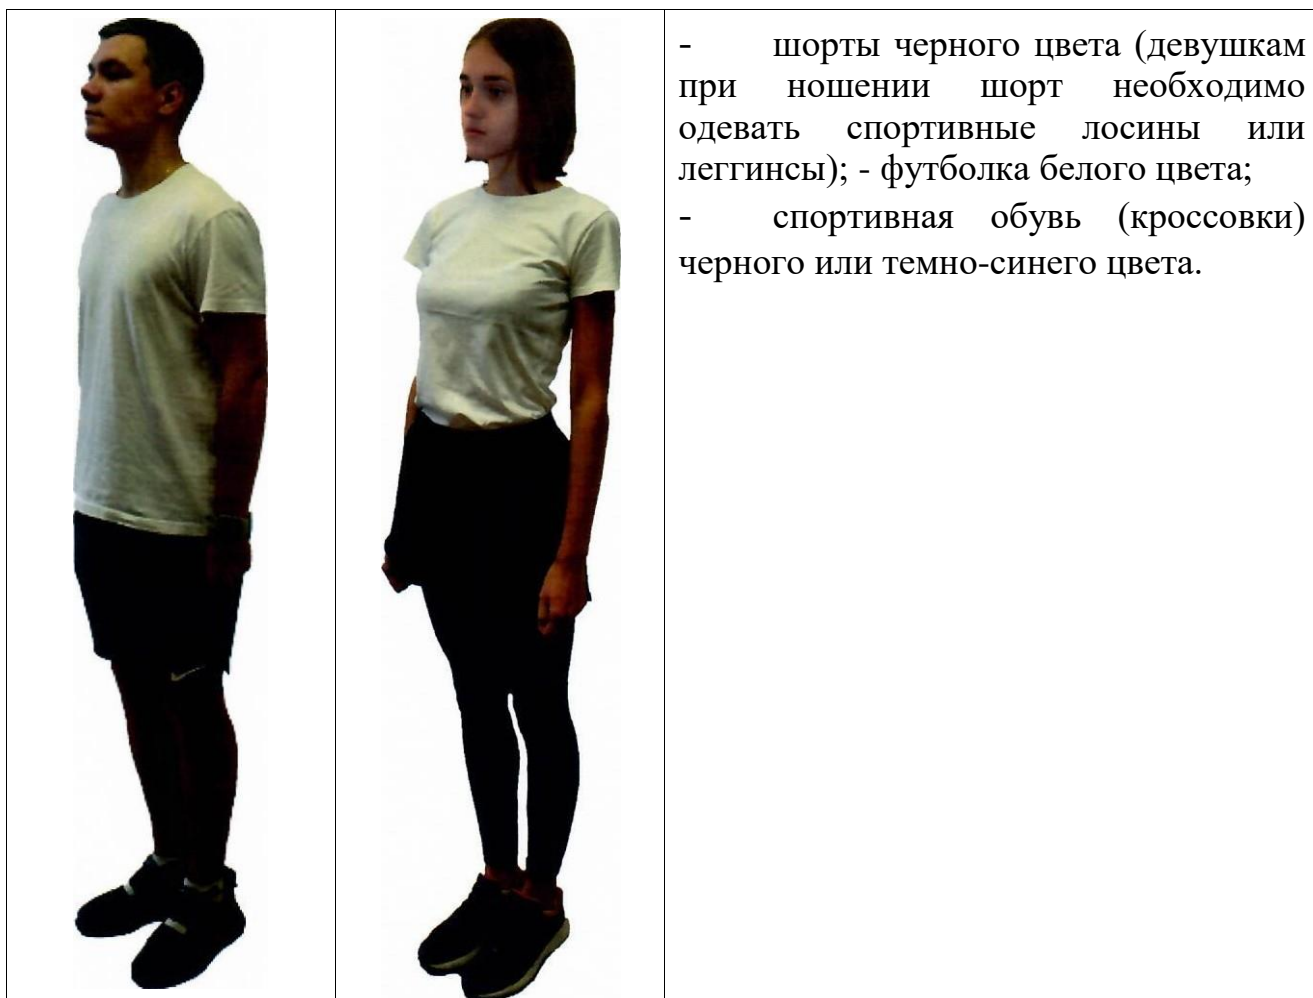 - шорты черного цвета (девушкам
при ношении шорт необходимо
одевать спортивные лосины или
леггинсы); - футболка белого цвета;
- спортивная обувь (кроссовки)
черного или темно-синего цвета.